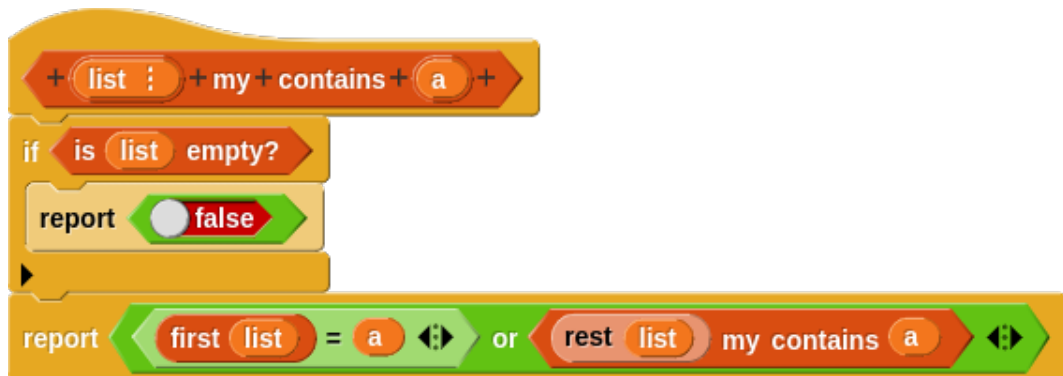 + list ⋮ + my + contains + a +
if is list empty?
report false
report first list = a or rest list my contains a